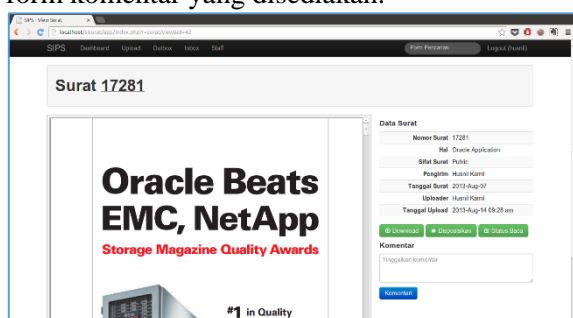 form komentar yang disediakan.
SIPS - View Surat
SIPS Dashboard Upload Outbox Inbox Staff Form Pencarian Logout (husnil)
Surat 17281
Data Surat
Nomor Surat 17281
Hal Oracle Application
Sifat Surat Public
Pengirim Husnil Kamil
Tanggal Surat 2013-Aug-07
Uploader Husnil Kamil
Tanggal Upload 2013-Aug-14 09:28 am
Download Disposisikan Status Baca
Komentar
Tinggalkan komentar
Komentari
Oracle Beats
EMC, NetApp
Storage Magazine Quality Awards
#1 in Quality